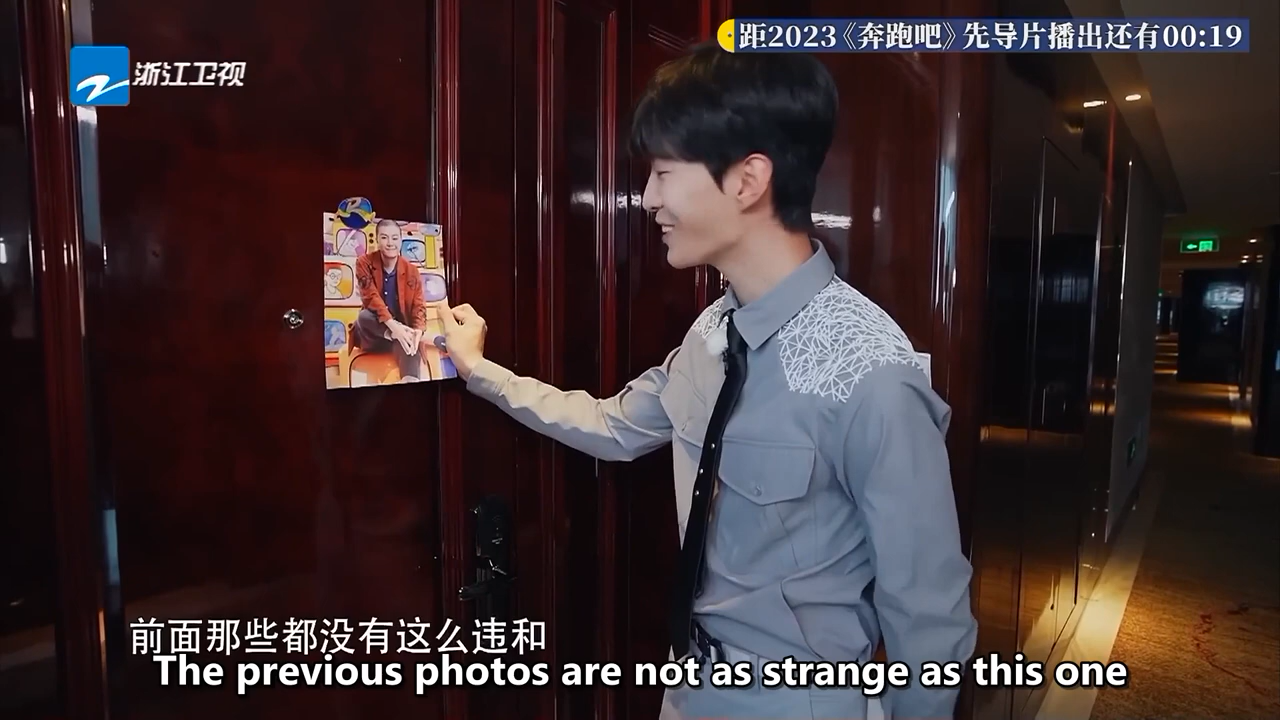 距2023《奔跑吧》先导片播出还有00:19
浙江卫视
R
前面那些都没有这么违和
The previous photos are not as strange as this one